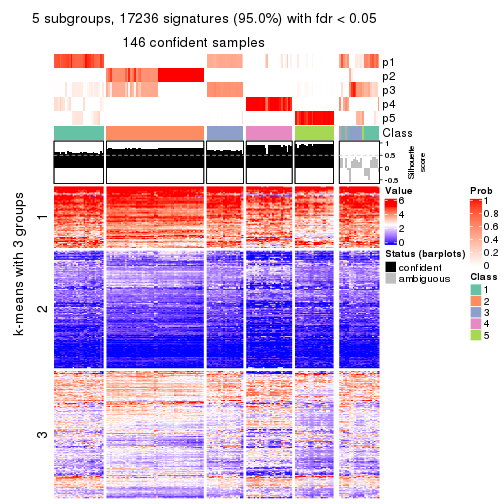 5 subgroups, 17236 signatures (95.0%) with fdr < 0.05
146 confident samples
p1
p2
p3
p4
p5
Class
1
0.5
0
-0.5
Silhouette
score
k-means with 3 groups
1
2
3
Value
6
4
2
0
Status (barplots)
confident
ambiguous
Prob
1
0.8
0.6
0.4
0.2
0
Class
1
2
3
4
5